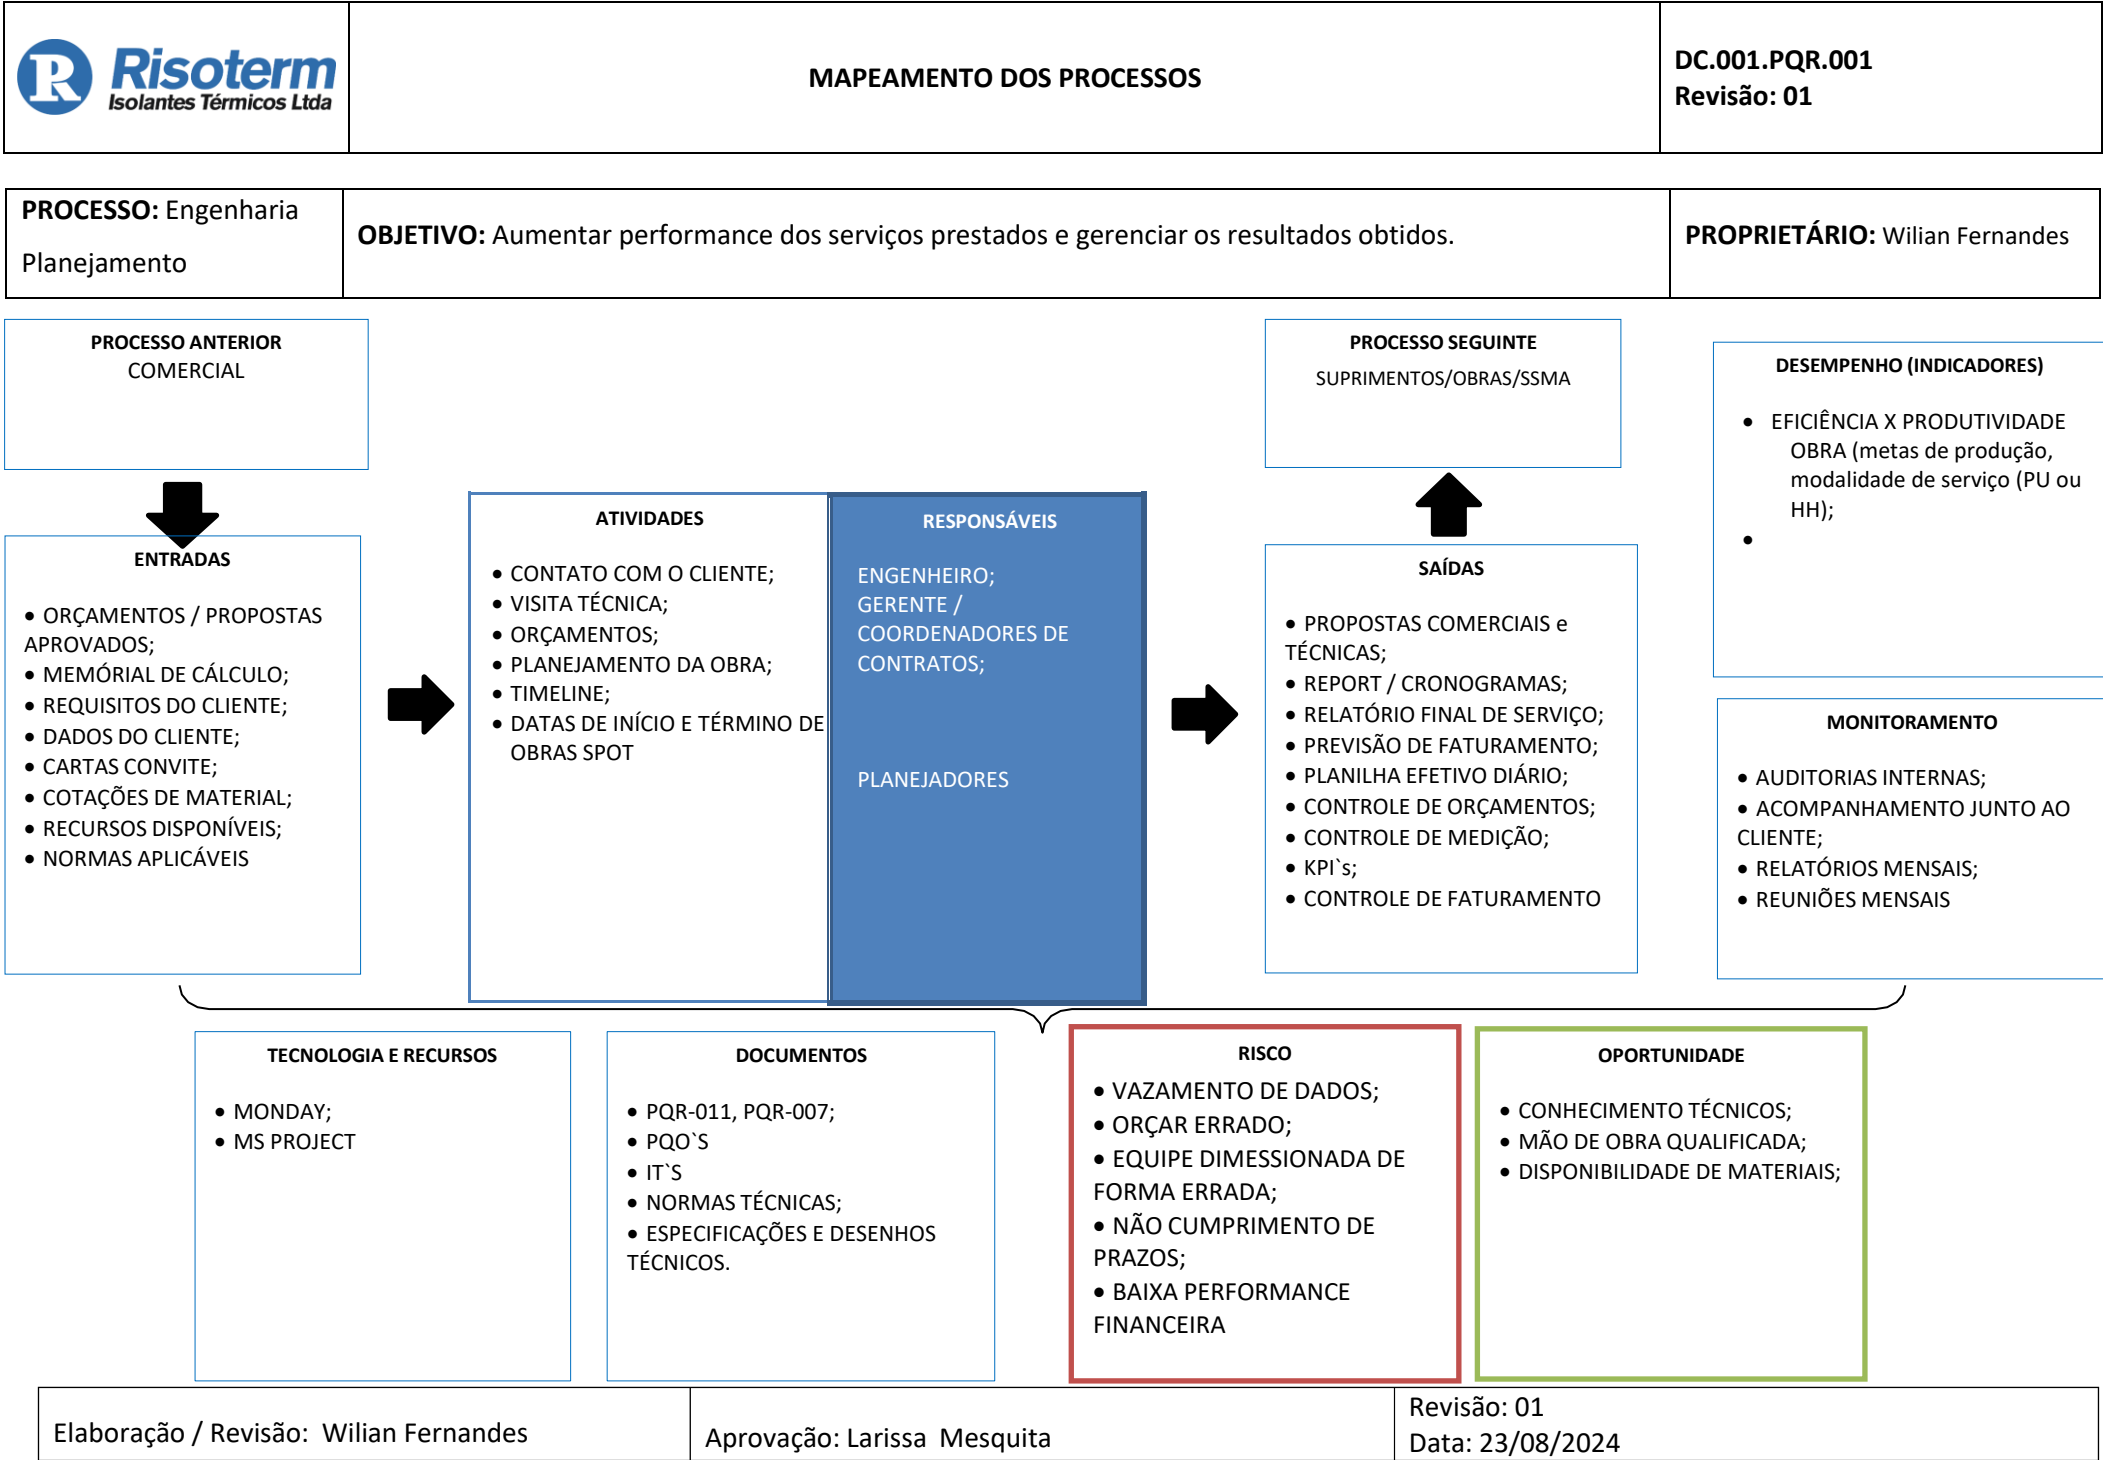 R Risoterm
Isolantes Térmicos Ltda
MAPEAMENTO DOS PROCESSOS
DC.001.PQR.001
Revisão: 01
PROCESSO: Engenharia
Planejamento
OBJETIVO: Aumentar performance dos serviços prestados e gerenciar os resultados obtidos.
PROPRIETÁRIO: Wilian Fernandes
PROCESSO ANTERIOR
COMERCIAL
ENTRADAS
• ORÇAMENTOS / PROPOSTAS
APROVADOS;
• MEMÓRIAL DE CÁLCULO;
• REQUISITOS DO CLIENTE;
• DADOS DO CLIENTE;
• CARTAS CONVITE;
• COTAÇÕES DE MATERIAL;
• RECURSOS DISPONÍVEIS;
• NORMAS APLICÁVEIS
ATIVIDADES
• CONTATO COM O CLIENTE;
• VISITA TÉCNICA;
• ORÇAMENTOS;
• PLANEJAMENTO DA OBRA;
• TIMELINE;
• DATAS DE INÍCIO E TÉRMINO DE
OBRAS SPOT
RESPONSÁVEIS
ENGENHEIRO;
GERENTE /
COORDENADORES DE
CONTRATOS;
PLANEJADORES
PROCESSO SEGUINTE
SUPRIMENTOS/OBRAS/SSMA
SAÍDAS
• PROPOSTAS COMERCIAIS e
TÉCNICAS;
• REPORT / CRONOGRAMAS;
• RELATÓRIO FINAL DE SERVIÇO;
• PREVISÃO DE FATURAMENTO;
• PLANILHA EFETIVO DIÁRIO;
• CONTROLE DE ORÇAMENTOS;
• CONTROLE DE MEDIÇÃO;
• KPI`s;
• CONTROLE DE FATURAMENTO
DESEMPENHO (INDICADORES)
• EFICIÊNCIA X PRODUTIVIDADE
OBRA (metas de produção,
modalidade de serviço (PU ou
HH);
•
MONITORAMENTO
• AUDITORIAS INTERNAS;
• ACOMPANHAMENTO JUNTO AO
CLIENTE;
• RELATÓRIOS MENSAIS;
• REUNIÕES MENSAIS
TECNOLOGIA E RECURSOS
• MONDAY;
• MS PROJECT
DOCUMENTOS
• PQR-011, PQR-007;
• PQO`S
• IT`S
• NORMAS TÉCNICAS;
• ESPECIFICAÇÕES E DESENHOS
TÉCNICOS.
RISCO
• VAZAMENTO DE DADOS;
• ORÇAR ERRADO;
• EQUIPE DIMESSIONADA DE
FORMA ERRADA;
• NÃO CUMPRIMENTO DE
PRAZOS;
• BAIXA PERFORMANCE
FINANCEIRA
OPORTUNIDADE
• CONHECIMENTO TÉCNICOS;
• MÃO DE OBRA QUALIFICADA;
• DISPONIBILIDADE DE MATERIAIS;
Elaboração / Revisão: Wilian Fernandes
Aprovação: Larissa Mesquita
Revisão: 01
Data: 23/08/2024